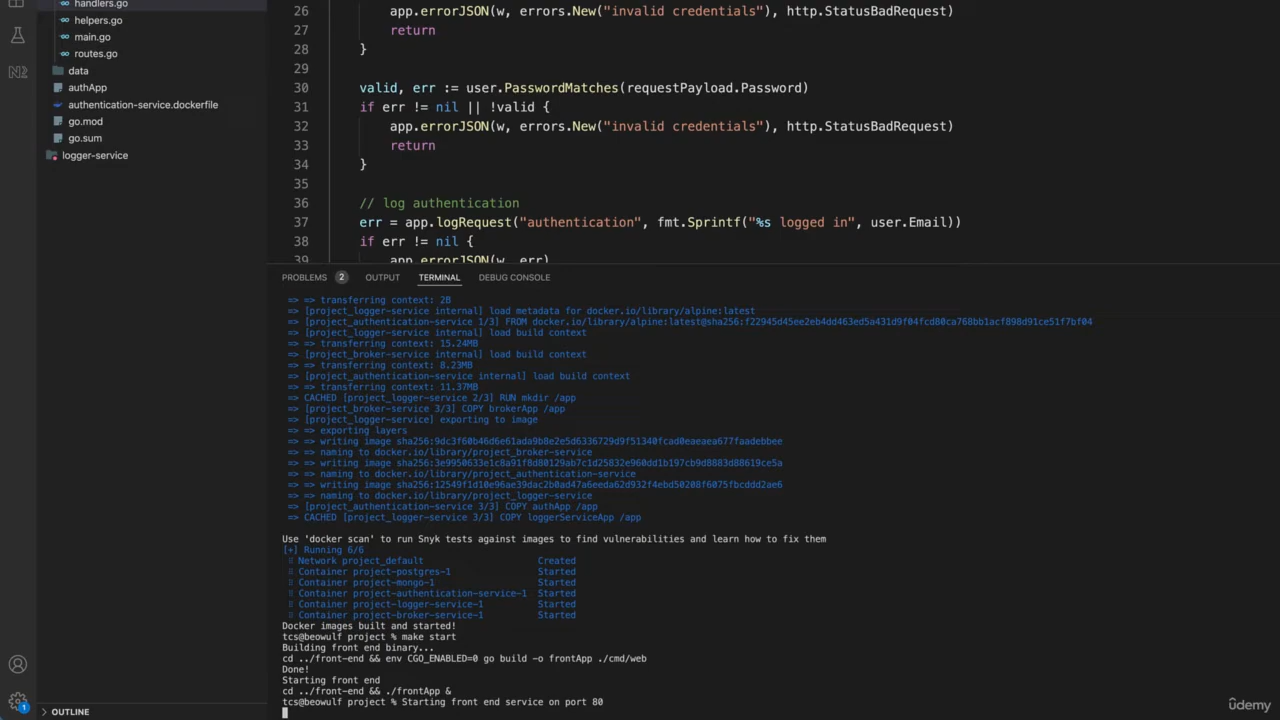 handlers.go
helpers.go
main.go
routes.go
data
authApp
authentication-service.dockerfile
go.mod
go.sum
logger-service
OUTLINE
1
26 app.errorJSON(w, errors.New("invalid credentials"), http.StatusBadRequest)
27 return
28 }
29
30 valid, err := user.PasswordMatches(requestPayload.Password)
31 if err != nil || !valid {
32 app.errorJSON(w, errors.New("invalid credentials"), http.StatusBadRequest)
33 return
34 }
35
36 // log authentication
37 err = app.logRequest("authentication", fmt.Sprintf("%s logged in", user.Email))
38 if err != nil {
39 app.errorJSON(w, err)
PROBLEMS 2 OUTPUT TERMINAL DEBUG CONSOLE
=> => transferring context: 2B
=> [project_logger-service internal] load metadata for docker.io/library/alpine:latest
=> [project_authentication-service 1/3] FROM docker.io/library/alpine:latest@sha256:f22945d45ee2eb4dd463ed5a431d9f04fcd80ca768bb1acf898d91ce51f7bf04
=> [project_logger-service internal] load build context
=> => transferring context: 15.24MB
=> [project_broker-service internal] load build context
=> => transferring context: 8.23MB
=> [project_authentication-service internal] load build context
=> => transferring context: 11.37MB
=> CACHED [project_logger-service 2/3] RUN mkdir /app
=> [project_broker-service 3/3] COPY brokerApp /app
=> [project_logger-service] exporting to image
=> => exporting layers
=> => writing image sha256:9dc3f60b46d6e61ada9b8e2e5d6336729d9f51340fcad0eaeaea677faadebbee
=> => naming to docker.io/library/project_broker-service
=> => writing image sha256:3e9950633e1c8a91f8d80129ab7c1d25832e960dd1b197cb9d8883d88619ce5a
=> => naming to docker.io/library/project_authentication-service
=> => writing image sha256:12549f1d10e96ae39dac2b0ad47a6eeda62d932f4ebd50208f6075fbcddd2ae6
=> => naming to docker.io/library/project_logger-service
=> [project_authentication-service 3/3] COPY authApp /app
=> CACHED [project_logger-service 3/3] COPY loggerServiceApp /app
Use 'docker scan' to run Snyk tests against images to find vulnerabilities and learn how to fix them
[+] Running 6/6
⠿ Network project_default Created
⠿ Container project-postgres-1 Started
⠿ Container project-mongo-1 Started
⠿ Container project-authentication-service-1 Started
⠿ Container project-logger-service-1 Started
⠿ Container project-broker-service-1 Started
Docker images built and started!
tcs@beowulf project % make start
Building front end binary...
cd ../front-end && env CGO_ENABLED=0 go build -o frontApp ./cmd/web
Done!
Starting front end
cd ../front-end && ./frontApp &
tcs@beowulf project % Starting front end service on port 80
ûdemy